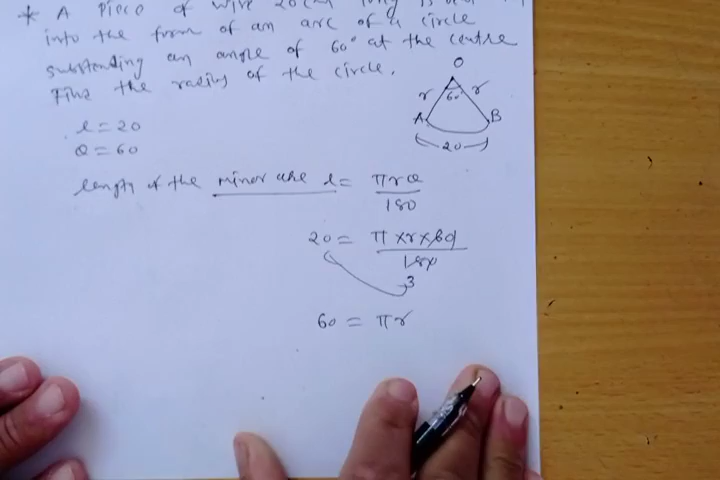 * A piece of wire 20cm long is
into the form of an arc of a circle
substending an angle of 60° at the centre
Find the radius of the circle.
O
r 60 r
A B
20
l = 20
Q = 60
length of the minor arc l = πrθ
180
20 = π × r × 60
180
3
60 = πr